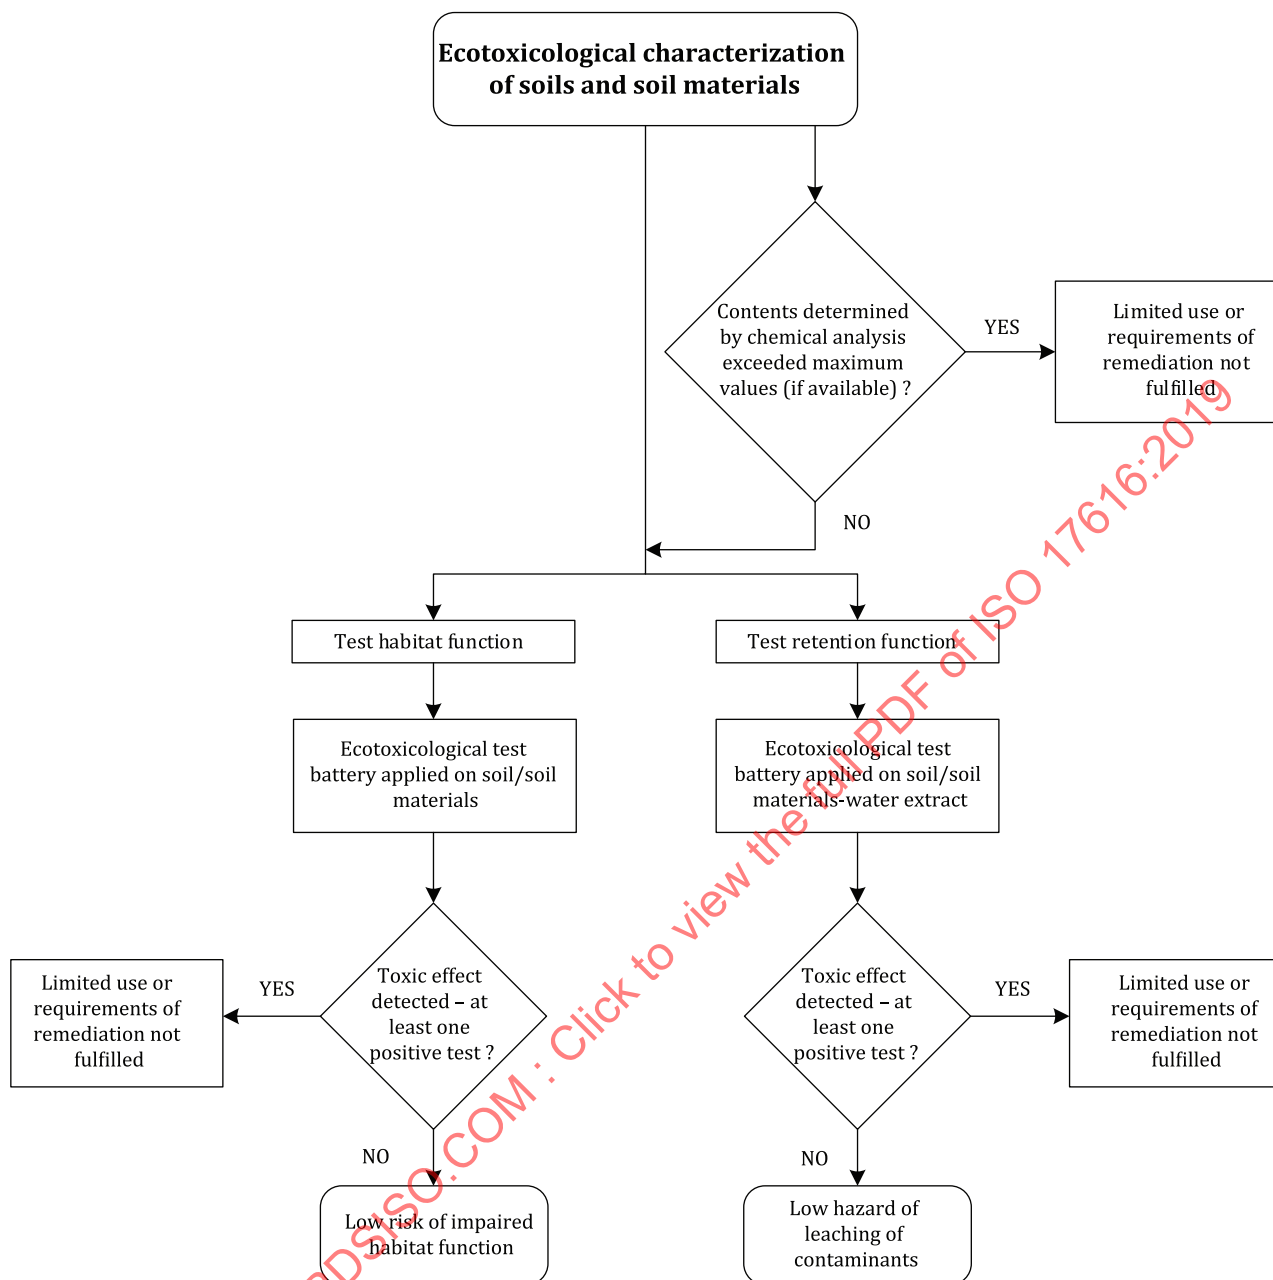 Ecotoxicological characterization
of soils and soil materials
Contents determined
by chemical analysis
exceeded maximum
values (if available) ?
YES
Limited use or
requirements of
remediation not
fulfilled
NO
Test habitat function
Test retention function
Ecotoxicological test
battery applied on soil/soil
materials
Ecotoxicological test
battery applied on soil/soil
materials-water extract
Limited use or
requirements of
remediation not
fulfilled
YES
Toxic effect
detected – at
least one
positive test ?
Toxic effect
detected – at
least one
positive test ?
YES
Limited use or
requirements of
remediation not
fulfilled
NO
NO
Low risk of impaired
habitat function
Low hazard of
leaching of
contaminants
RDSISO.COM : Click to view the full PDF of ISO 17616:2019